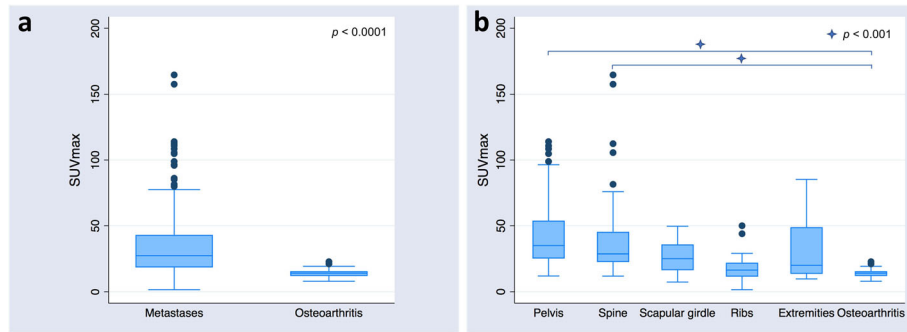 a
p < 0.0001
200
150
100
50
0
SUVmax
Metastases Osteoarthritis
b
p < 0.001
200
150
100
50
0
SUVmax
Pelvis Spine Scapular girdle Ribs Extremities Osteoarthritis